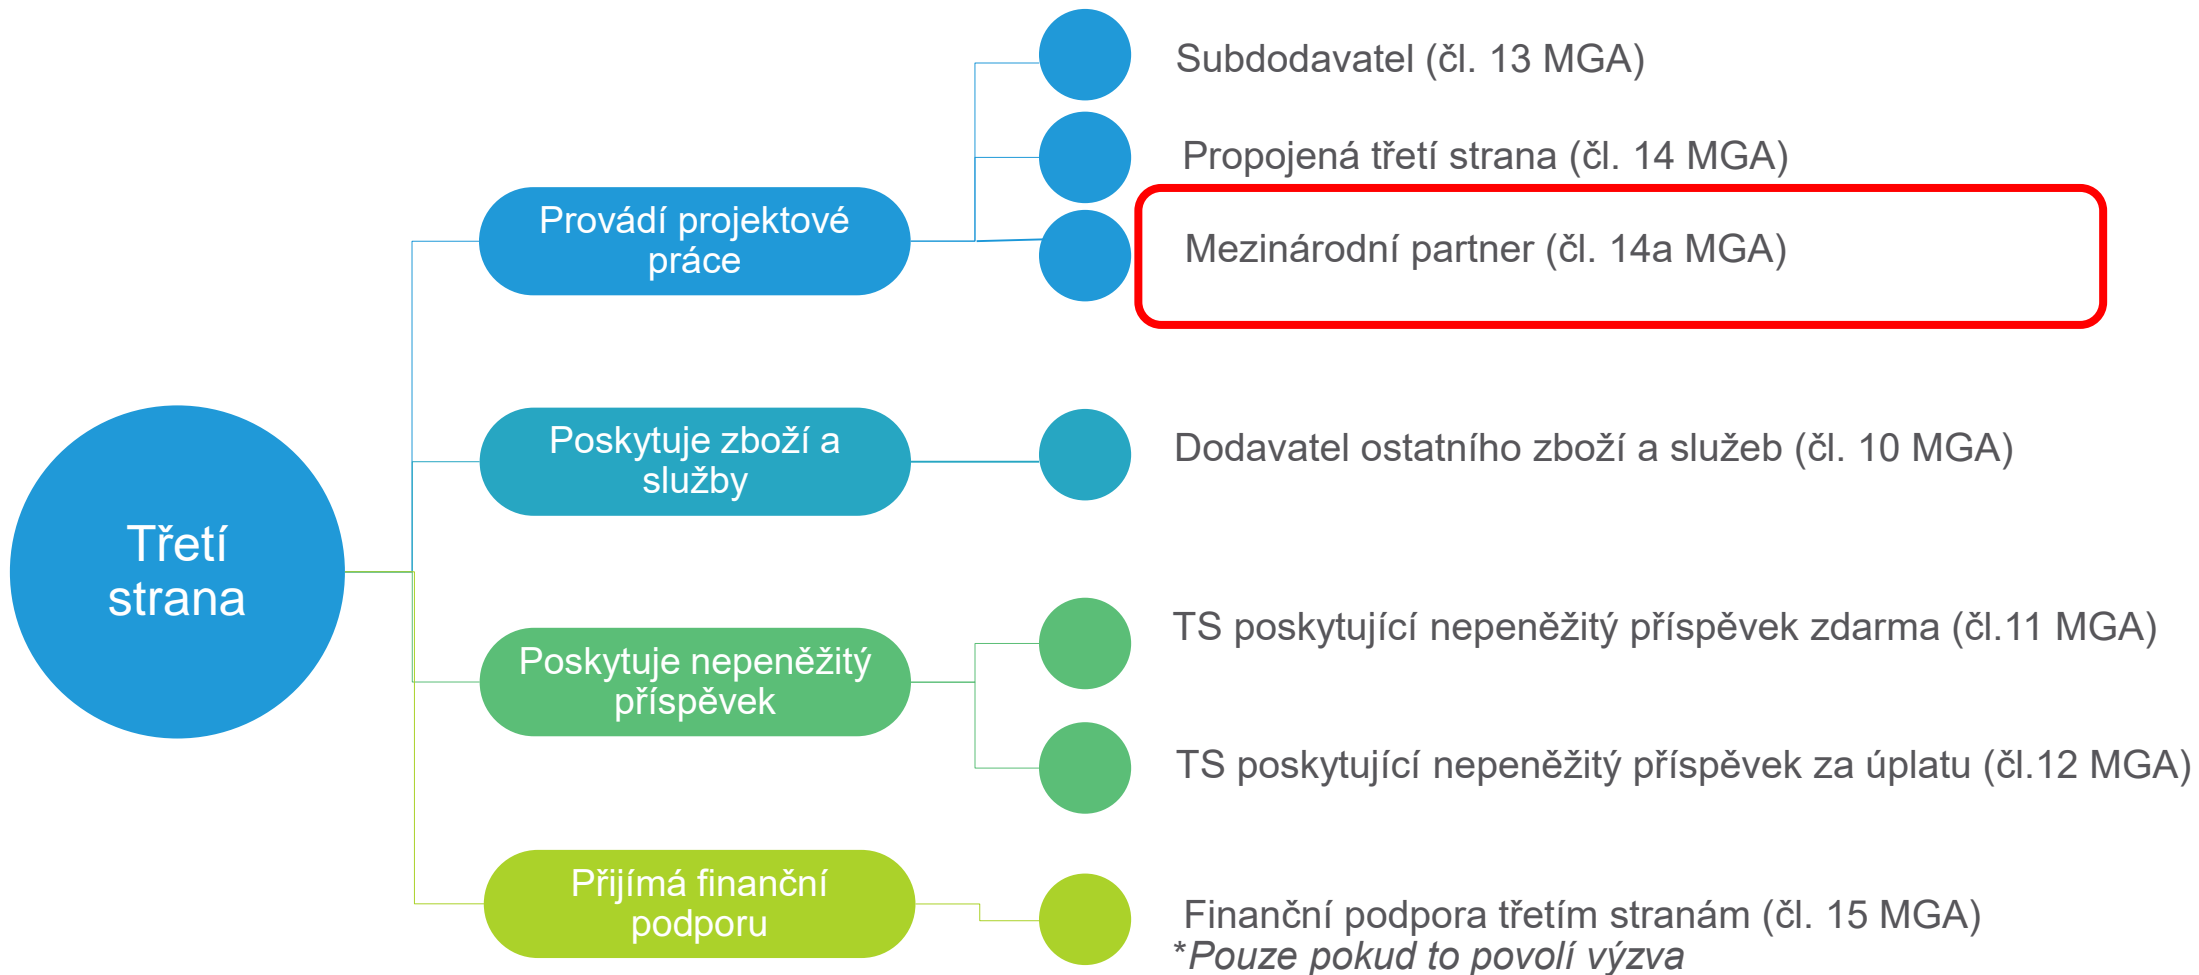 Třetí
strana
Provádí projektové
práce
Subdodavatel (čl. 13 MGA)
Propojená třetí strana (čl. 14 MGA)
Mezinárodní partner (čl. 14a MGA)
Poskytuje zboží a
služby
Dodavatel ostatního zboží a služeb (čl. 10 MGA)
Poskytuje nepeněžitý
příspěvek
TS poskytující nepeněžitý příspěvek zdarma (čl.11 MGA)
TS poskytující nepeněžitý příspěvek za úplatu (čl.12 MGA)
Přijímá finanční
podporu
Finanční podpora třetím stranám (čl. 15 MGA)
*Pouze pokud to povolí výzva